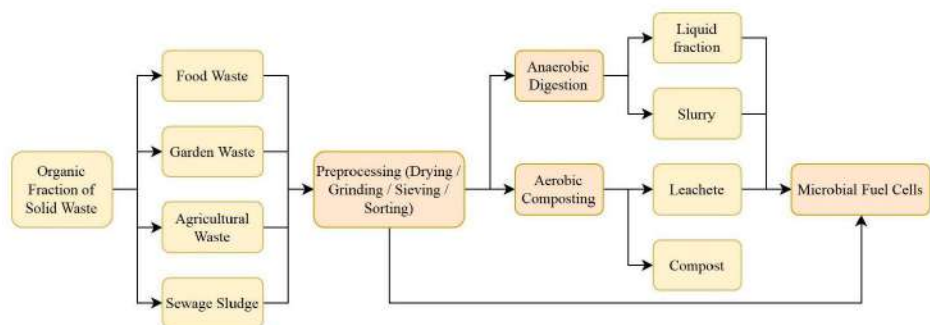 Organic
Fraction of
Solid Waste
Food Waste
Garden Waste
Agricultural
Waste
Sewage Sludge
Preprocessing (Drying /
Grinding / Sieving /
Sorting)
Anaerobic
Digestion
Aerobic
Composting
Liquid
fraction
Slurry
Leachete
Compost
Microbial Fuel Cells